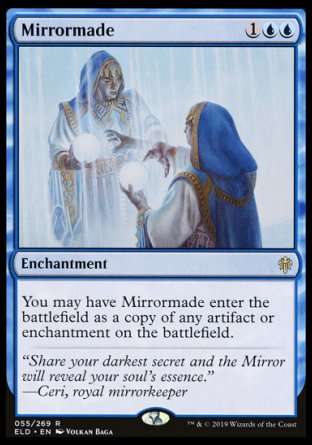 Mirrormade 1
Enchantment
You may have Mirrormade enter the
battlefield as a copy of any artifact or
enchantment on the battlefield.
“Share your darkest secret and the Mirror
will reveal your soul’s essence.”
—Ceri, royal mirrorkeeper
055/269 R
ELD • EN VOLKAN BAGA ™ & © 2019 Wizards of the Coast